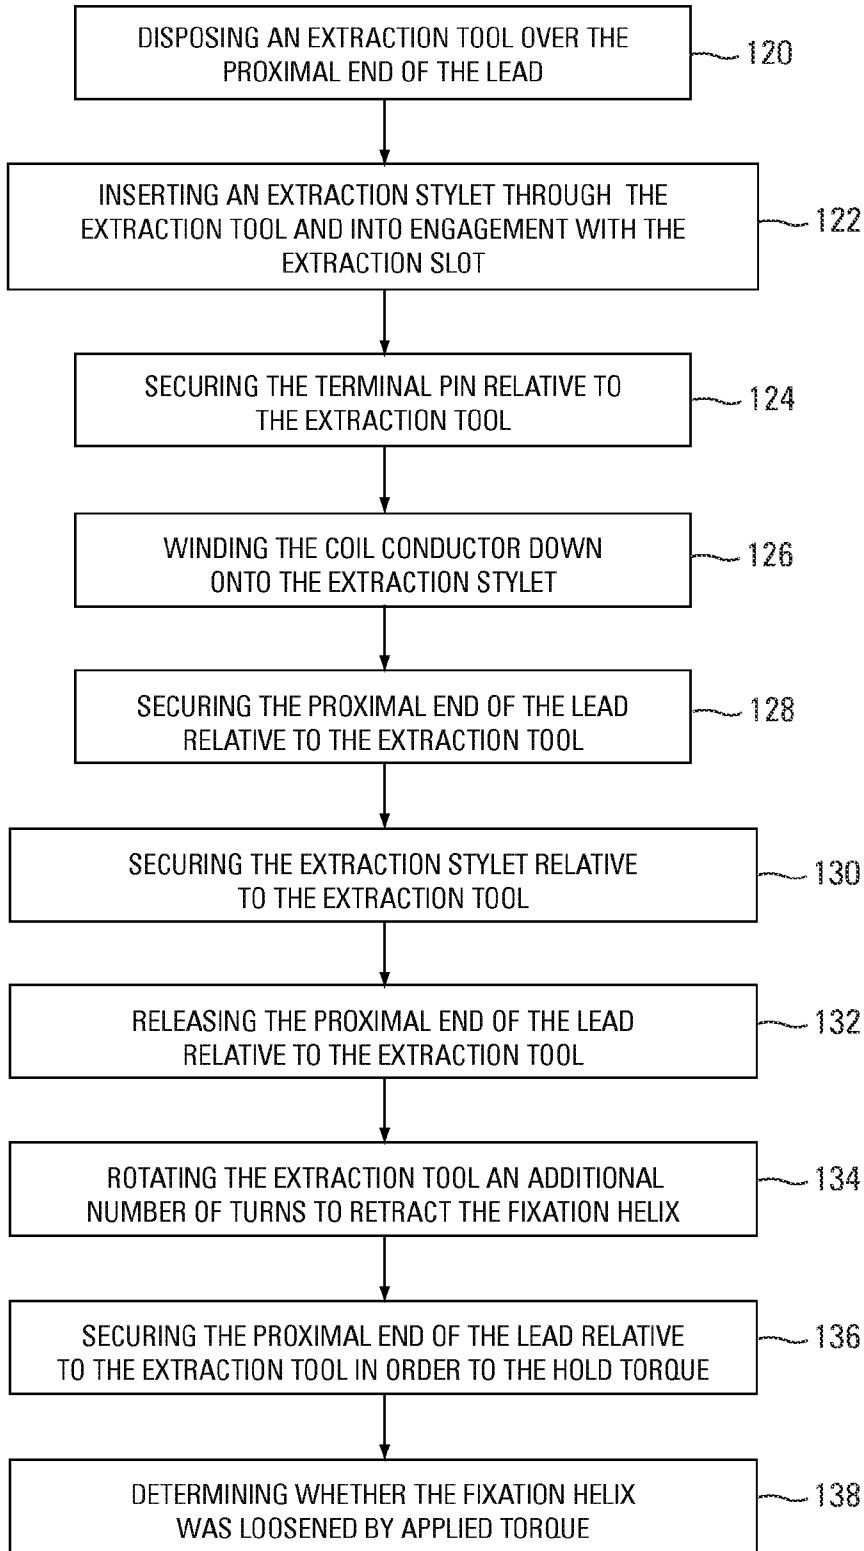 DISPOSING AN EXTRACTION TOOL OVER THE
PROXIMAL END OF THE LEAD
120
INSERTING AN EXTRACTION STYLET THROUGH THE
EXTRACTION TOOL AND INTO ENGAGEMENT WITH THE
EXTRACTION SLOT
122
SECURING THE TERMINAL PIN RELATIVE TO
THE EXTRACTION TOOL
124
WINDING THE COIL CONDUCTOR DOWN
ONTO THE EXTRACTION STYLET
126
SECURING THE PROXIMAL END OF THE LEAD
RELATIVE TO THE EXTRACTION TOOL
128
SECURING THE EXTRACTION STYLET RELATIVE
TO THE EXTRACTION TOOL
130
RELEASING THE PROXIMAL END OF THE LEAD
RELATIVE TO THE EXTRACTION TOOL
132
ROTATING THE EXTRACTION TOOL AN ADDITIONAL
NUMBER OF TURNS TO RETRACT THE FIXATION HELIX
134
SECURING THE PROXIMAL END OF THE LEAD RELATIVE
TO THE EXTRACTION TOOL IN ORDER TO THE HOLD TORQUE
136
DETERMINING WHETHER THE FIXATION HELIX
WAS LOOSENED BY APPLIED TORQUE
138